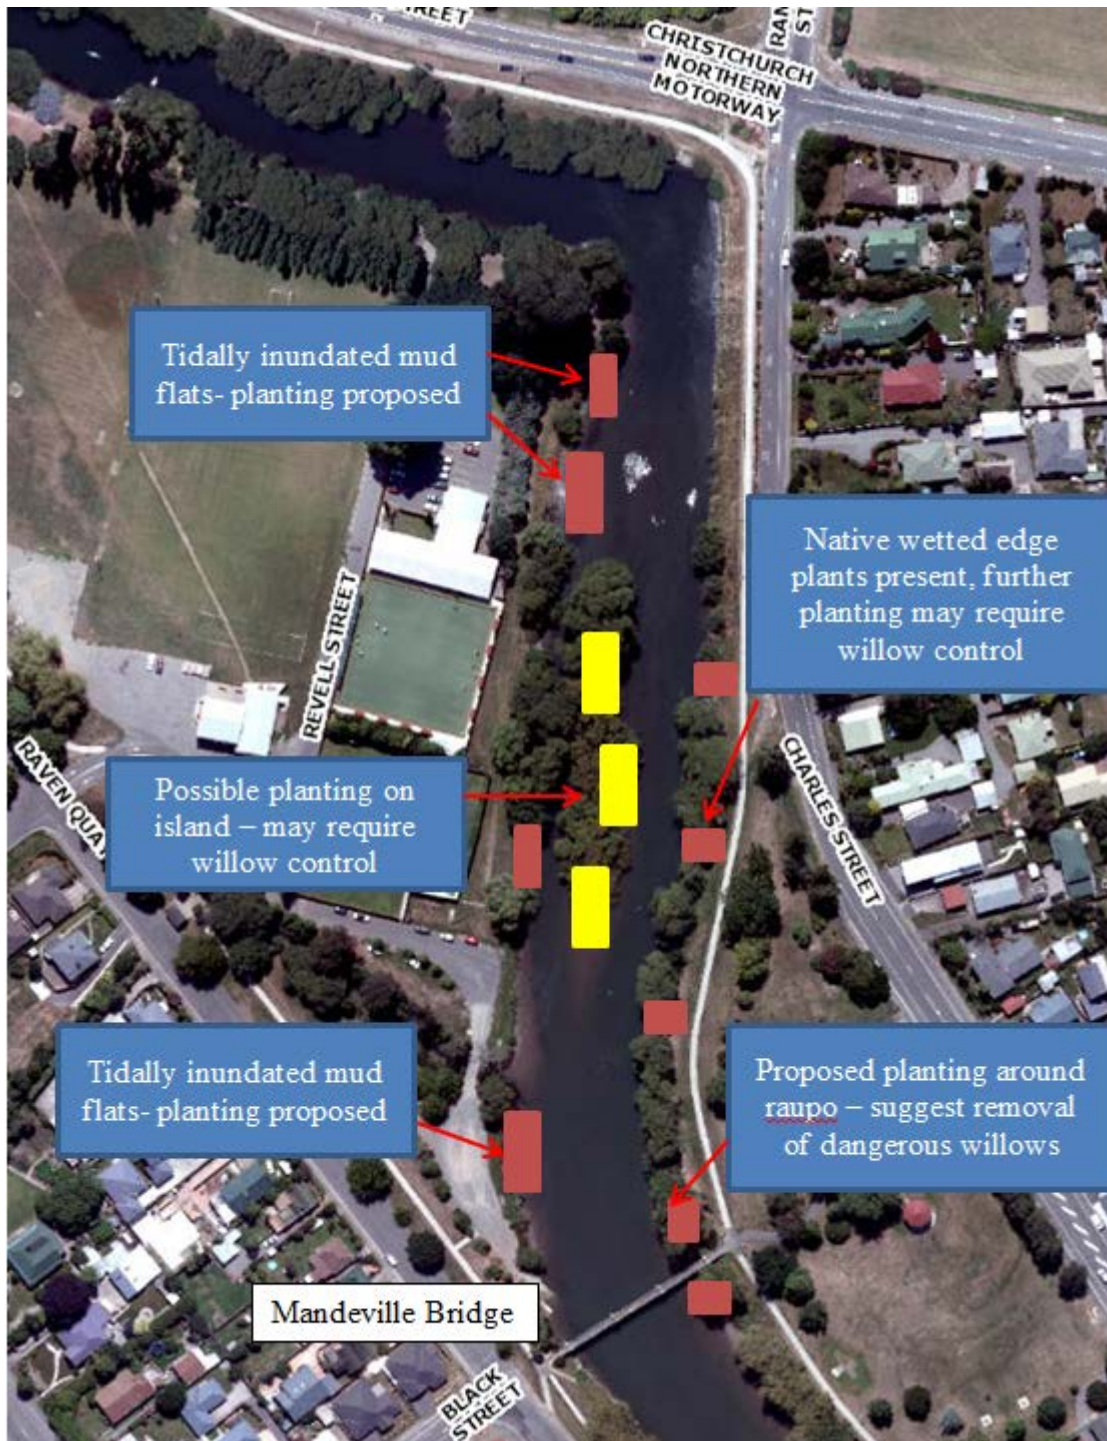 STREET
CHRISTCHURCH
NORTHERN
MOTORWAY
Tidally inundated mud
flats- planting proposed
Native wetted edge
plants present, further
planting may require
willow control
REVELL STREET
RAVEN QUAY
CHARLES STREET
Possible planting on
island – may require
willow control
Tidally inundated mud
flats- planting proposed
Proposed planting around
raupo – suggest removal
of dangerous willows
Mandeville Bridge
BLACK
STREET